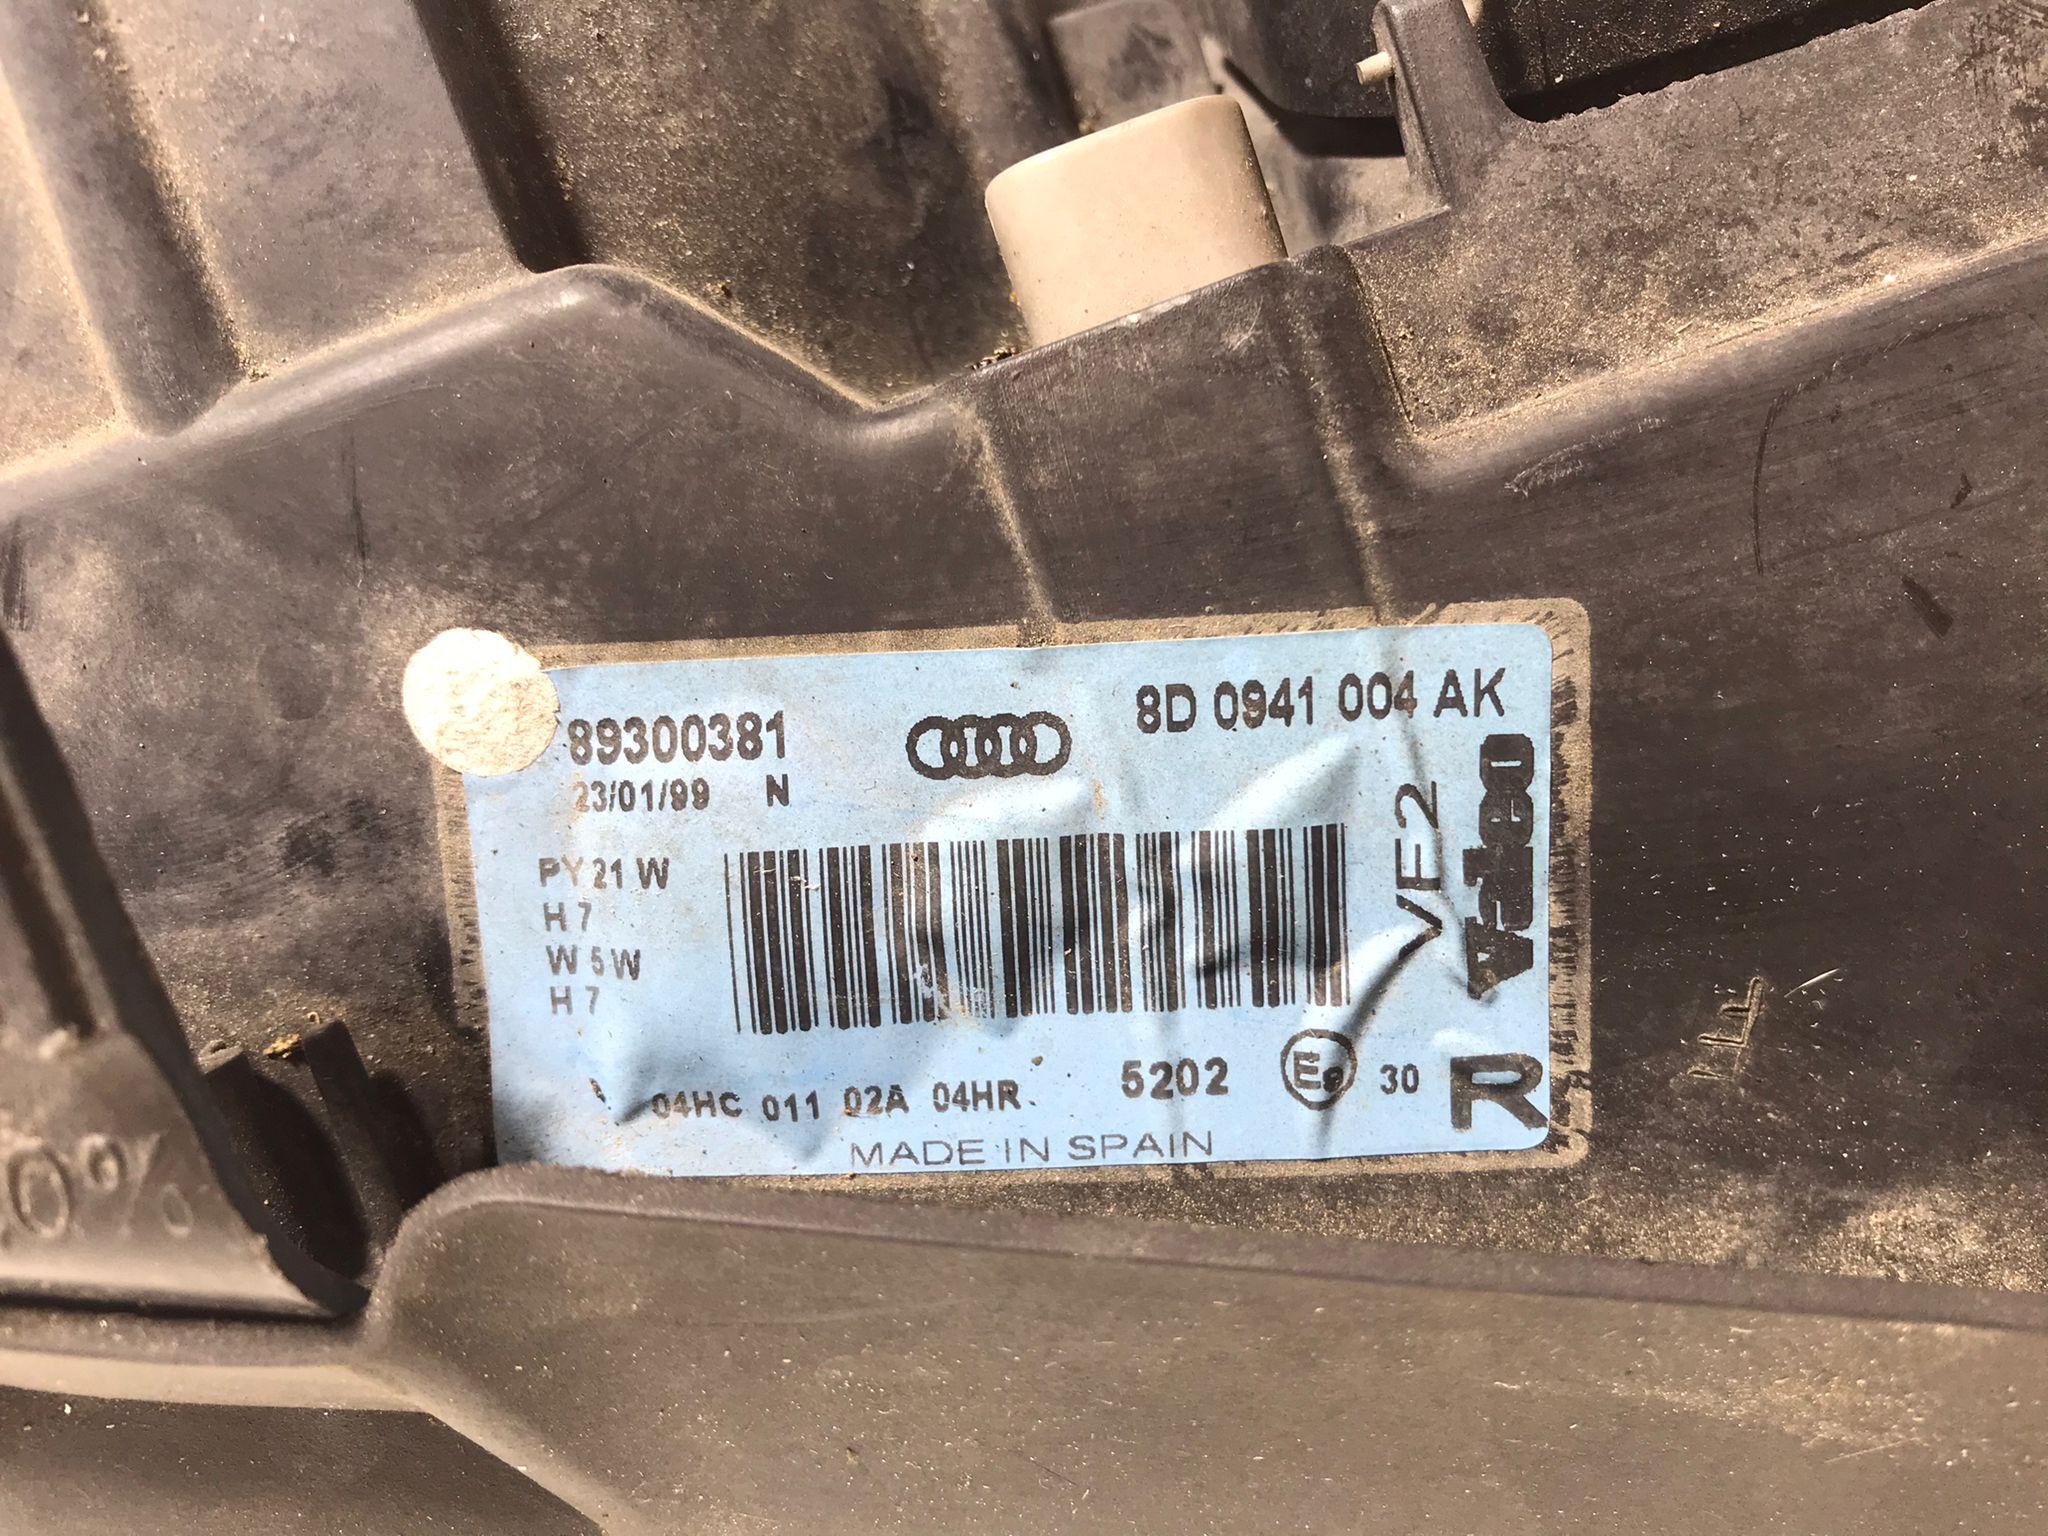 89300381
8D 0941 004 AK
23/01/99 N
PY 21 W
H 7
W 5 W
H 7
VF2
Valeo
04HC 011 02A 04HR
5202
30
R
MADE IN SPAIN